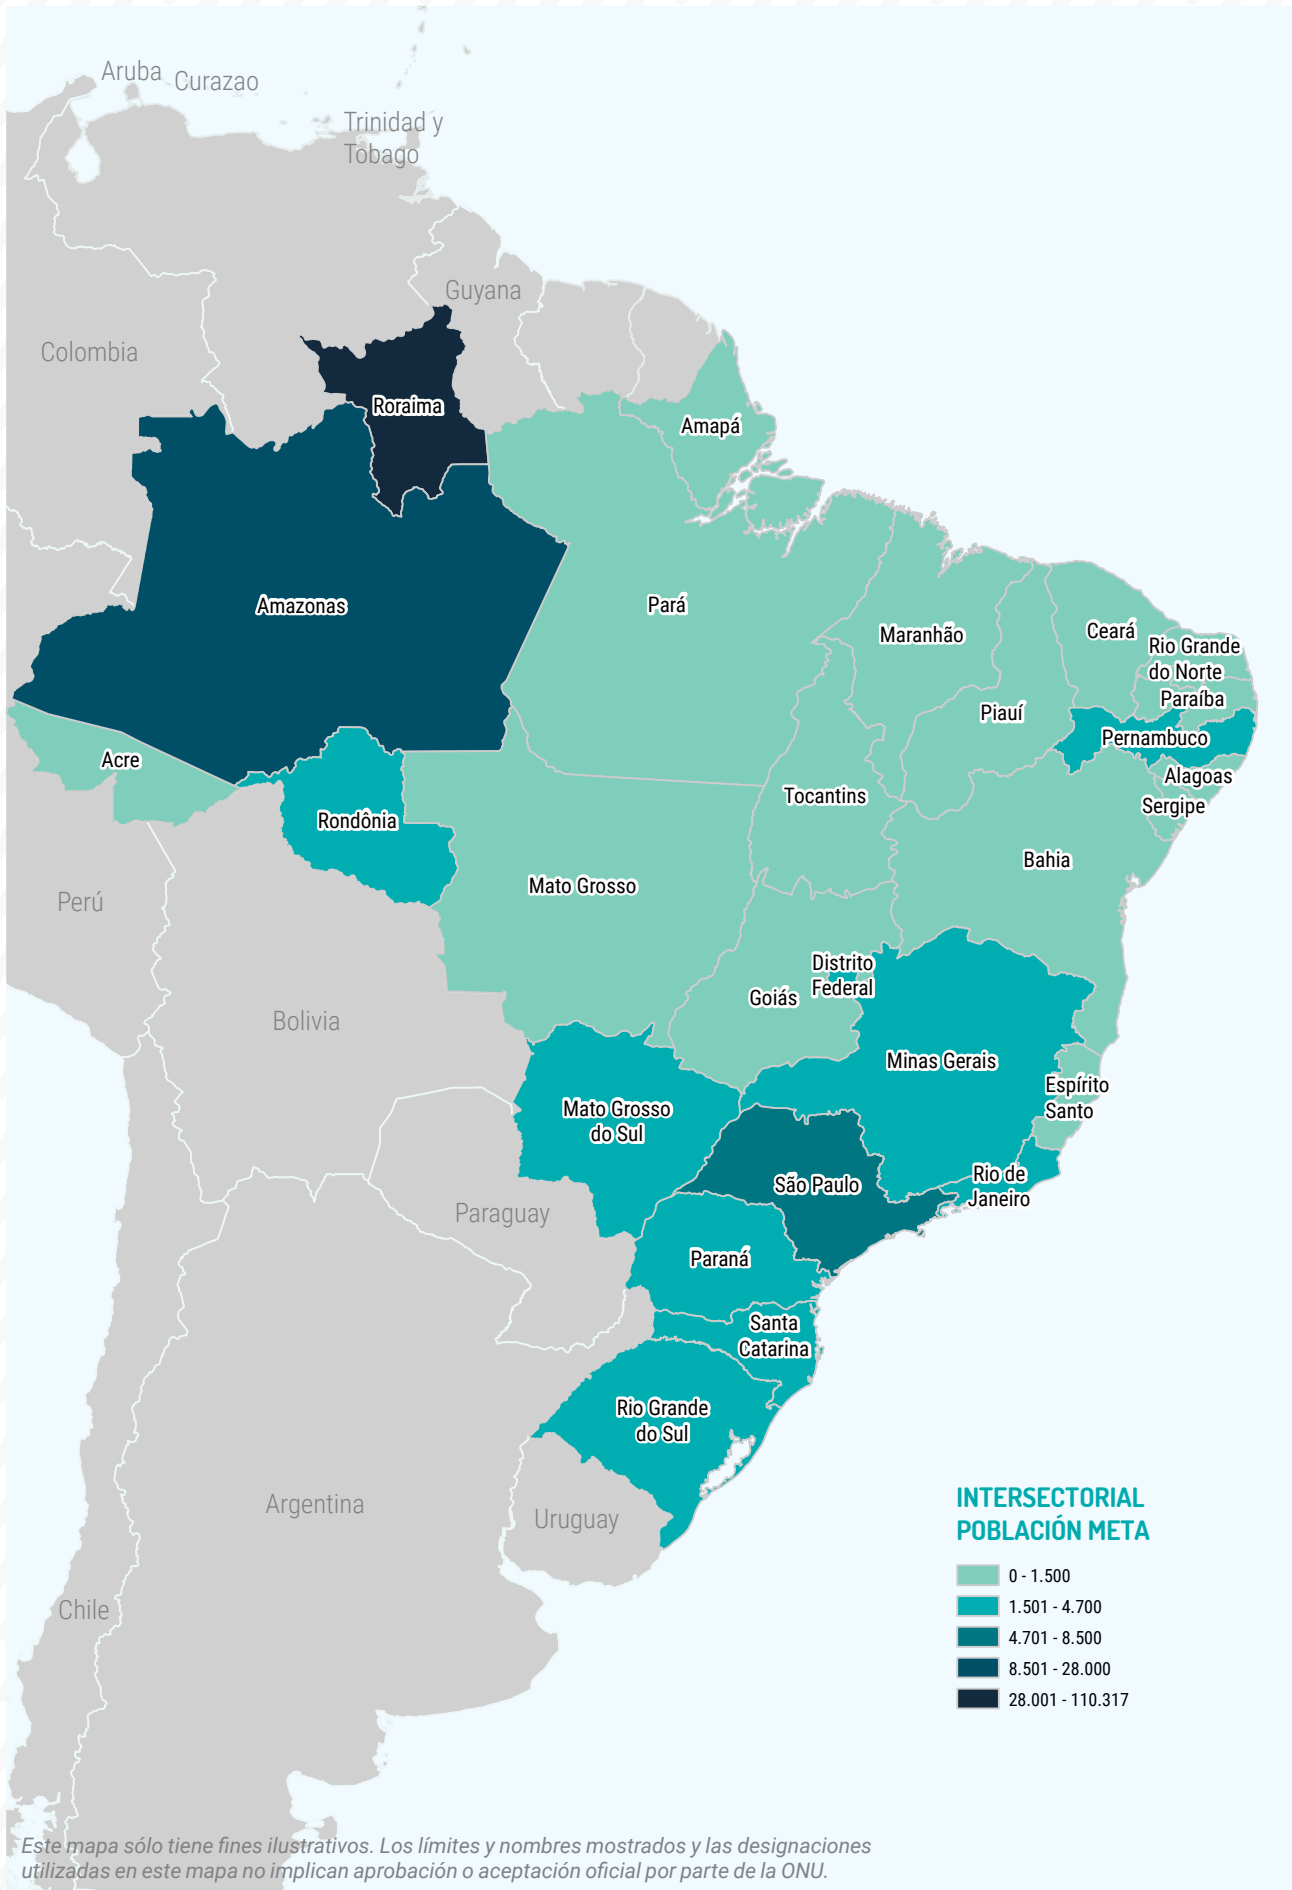 Aruba
Curazao
Trinidad y
Tobago
Guyana
Colombia
Roraima
Amapá
Amazonas
Pará
Maranhão
Ceará
Rio Grande
do Norte
Paraíba
Piauí
Pernambuco
Acre
Alagoas
Tocantins
Sergipe
Rondônia
Bahia
Mato Grosso
Perú
Distrito
Federal
Goiás
Bolivia
Minas Gerais
Espírito
Santo
Mato Grosso
do Sul
Rio de
Janeiro
São Paulo
Paraguay
Paraná
Santa
Catarina
Rio Grande
do Sul
Argentina
Uruguay
Chile
INTERSECTORIAL
POBLACIÓN META
0 - 1.500
1.501 - 4.700
4.701 - 8.500
8.501 - 28.000
28.001 - 110.317
Este mapa sólo tiene fines ilustrativos. Los límites y nombres mostrados y las designaciones
utilizadas en este mapa no implican aprobación o aceptación oficial por parte de la ONU.